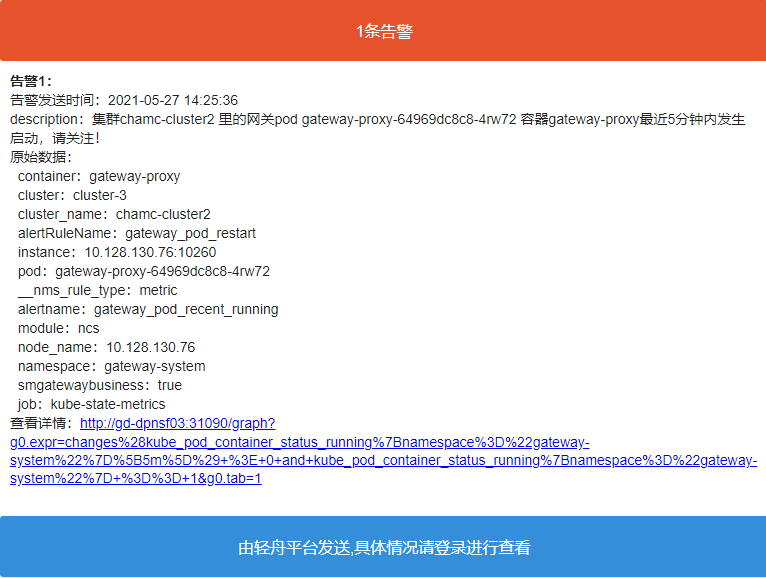 1条告警
告警1：
告警发送时间：2021-05-27 14:25:36
description：集群chamc-cluster2 里的网关pod gateway-proxy-64969dc8c8-4rw72 容器gateway-proxy最近5分钟内发生
启动，请关注！
原始数据：
container：gateway-proxy
cluster：cluster-3
cluster_name：chamc-cluster2
alertRuleName：gateway_pod_restart
instance：10.128.130.76:10260
pod：gateway-proxy-64969dc8c8-4rw72
__nms_rule_type：metric
alertname：gateway_pod_recent_running
module：ncs
node_name：10.128.130.76
namespace：gateway-system
smgatewaybusiness：true
job：kube-state-metrics
查看详情：http://gd-dpnsf03:31090/graph?
g0.expr=changes%28kube_pod_container_status_running%7Bnamespace%3D%22gateway-
system%22%7D%5B5m%5D%29+%3E+0+and+kube_pod_container_status_running%7Bnamespace%3D%22gateway-
system%22%7D+%3D%3D+1&g0.tab=1
由轻舟平台发送,具体情况请登录进行查看